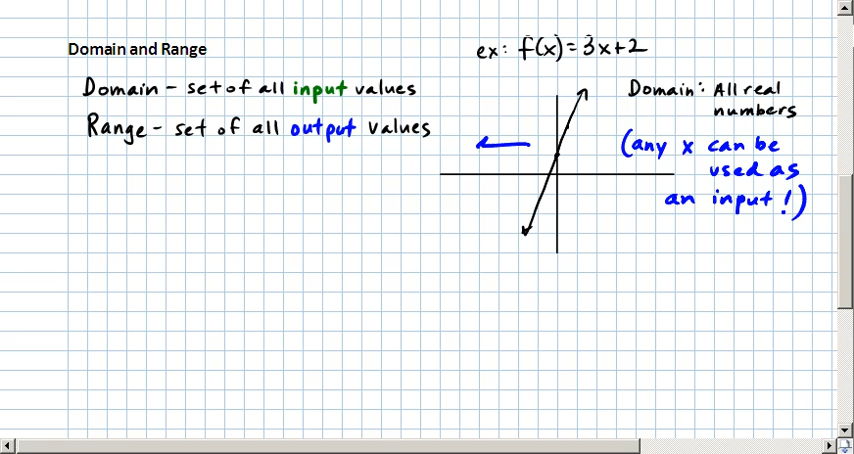 Domain and Range
Domain - set of all input values
Range - set of all output values
ex: f(x) = 3x+2
Domain: All real
numbers
(any x can be
used as
an input!)